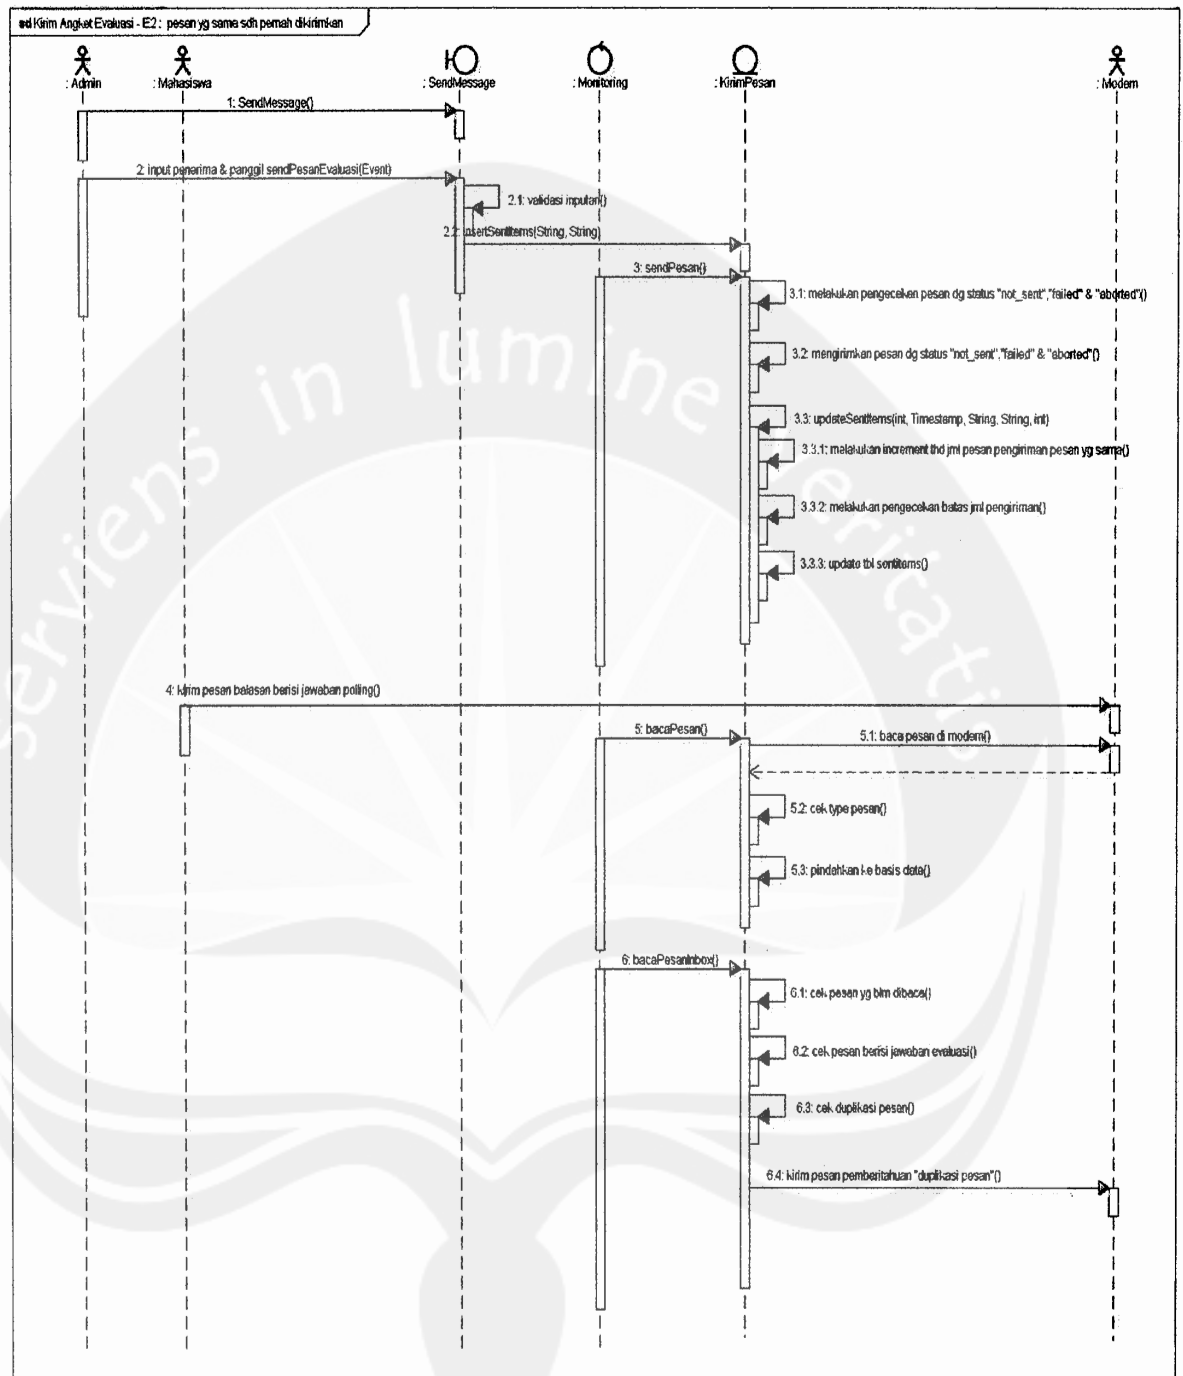 sd Kirim Angket Evaluasi - E2 : pesan yg sama sdh pernah dikirimkan
: Admin
: Mahasiswa
: SendMessage
: Monitoring
: KirimPesan
: Modem
1: SendMessage()
2: input penerima & panggil sendPesanEvaluasi(Event)
2.1: validasi inputan()
2.2: insertSentItems(String, String)
3: sendPesan()
3.1: melakukan pengecekan pesan dg status "not_sent","failed" & "aborted"()
3.2: mengirimkan pesan dg status "not_sent","failed" & "aborted"()
3.3: updateSentItems(int, Timestamp, String, String, int)
3.3.1: melakukan increment thd jml pesan pengiriman pesan yg sama()
3.3.2: melakukan pengecekan batas jml pengiriman()
3.3.3: update tbl sentitems()
4: kirim pesan balasan berisi jawaban polling()
5: bacaPesan()
5.1: baca pesan di modem()
5.2: cek type pesan()
5.3: pindahkan ke basis data()
6: bacaPesanInbox()
6.1: cek pesan yg blm dibaca()
6.2: cek pesan berisi jawaban evaluasi()
6.3: cek duplikasi pesan()
6.4: kirim pesan pemberitahuan "duplikasi pesan"()
serviens in lumine veritatis